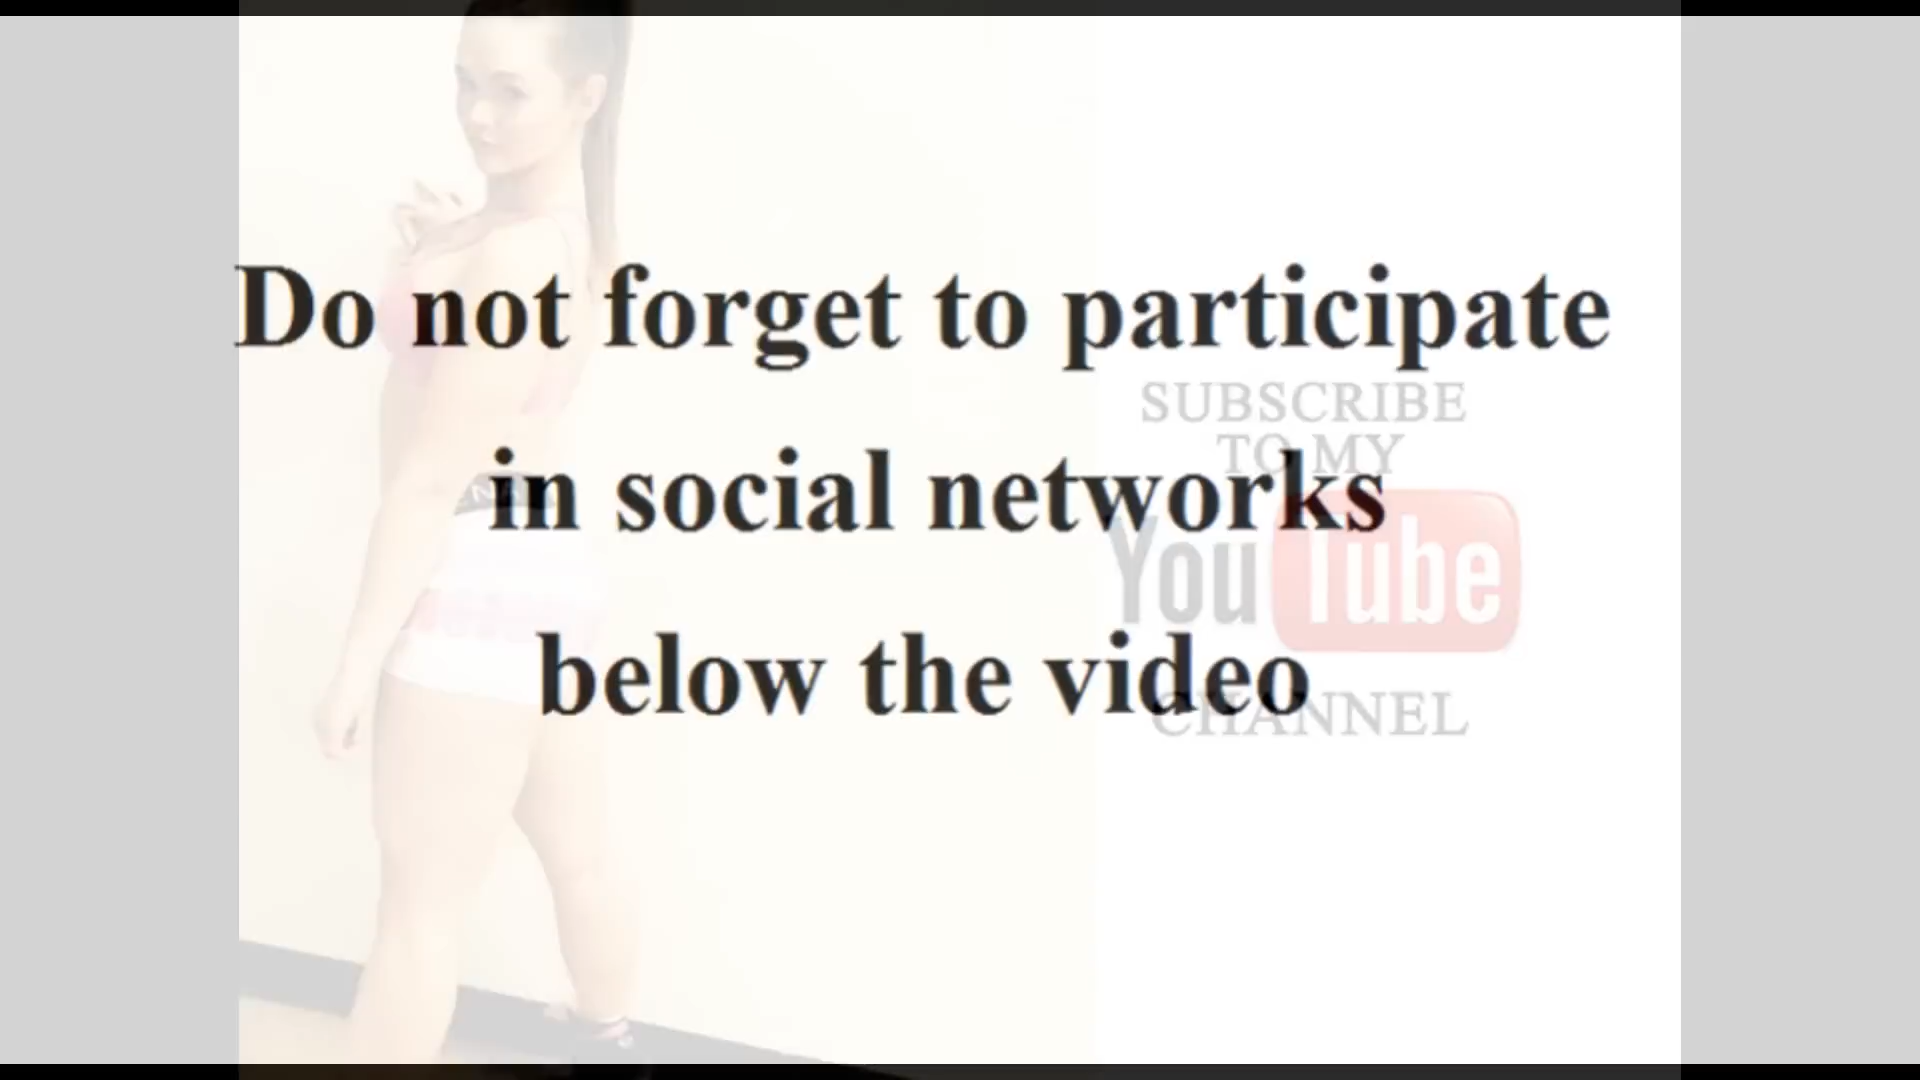 Do not forget to participate
in social networks
below the video
SUBSCRIBE
TO MY
YouTube
CHANNEL